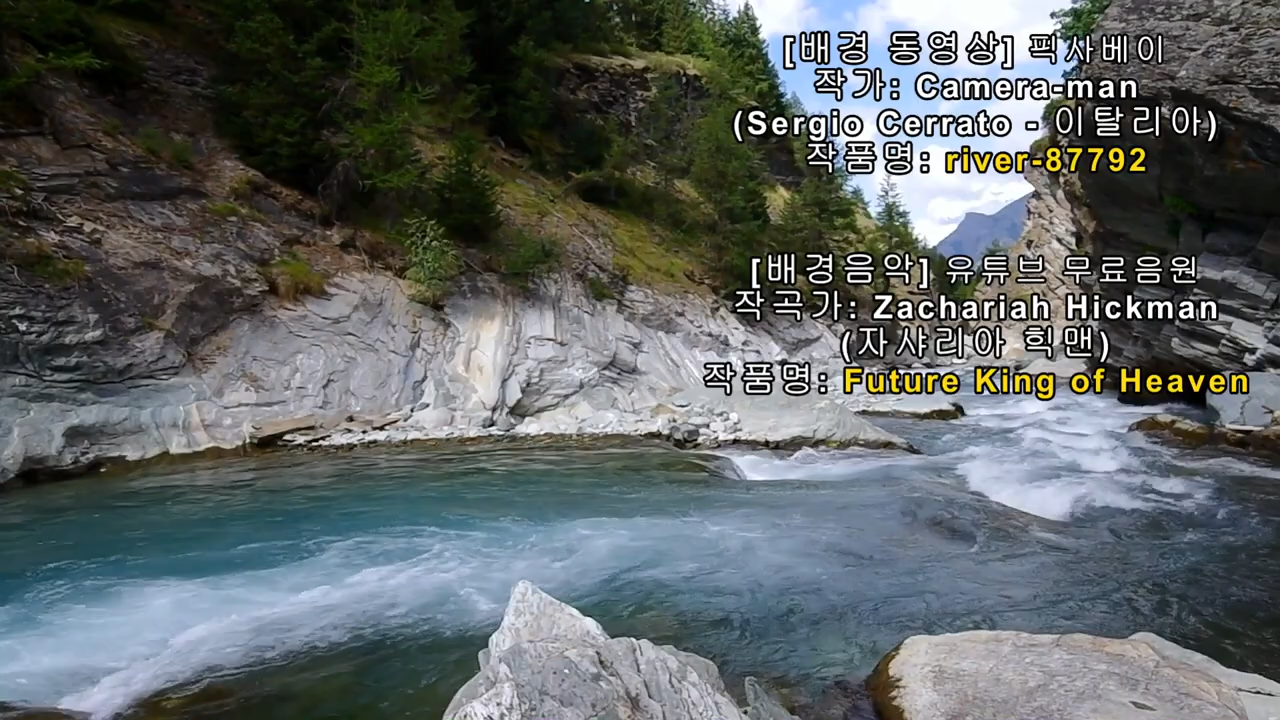 [배경 동영상] 픽사베이
작가: Camera-man
(Sergio Cerrato - 이탈리아)
작품명: river-87792
[배경음악] 유튜브 무료음원
작곡가: Zachariah Hickman
(자샤리아 힉맨)
작품명: Future King of Heaven